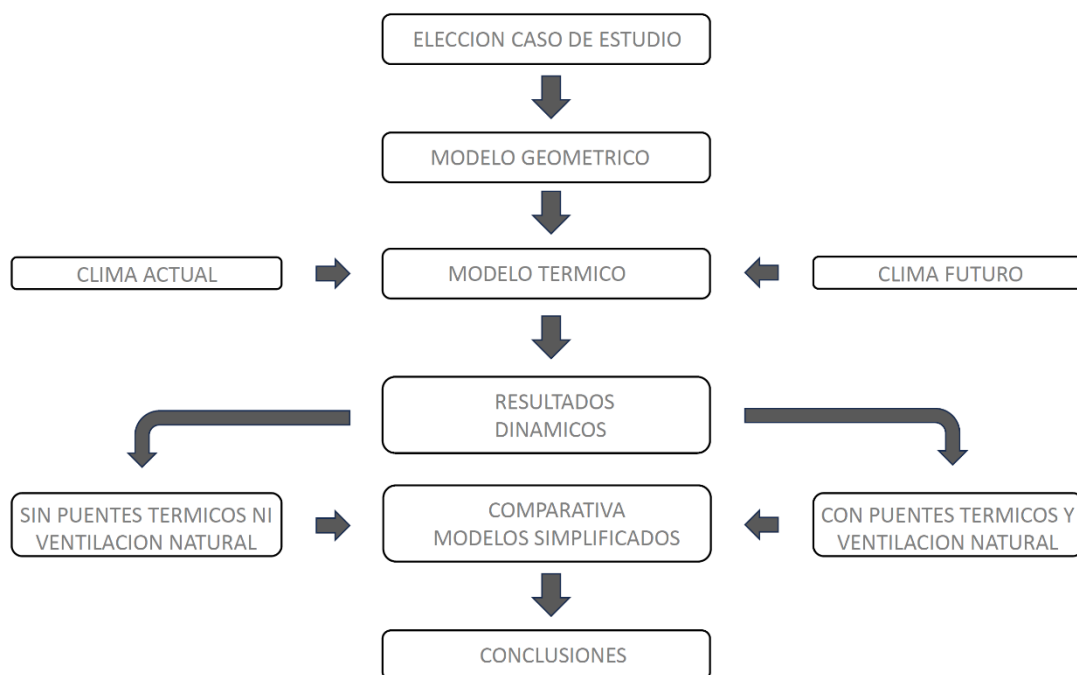 ELECCION CASO DE ESTUDIO
MODELO GEOMETRICO
CLIMA ACTUAL
MODELO TERMICO
CLIMA FUTURO
RESULTADOS
DINAMICOS
SIN PUENTES TERMICOS NI
VENTILACION NATURAL
COMPARATIVA
MODELOS SIMPLIFICADOS
CON PUENTES TERMICOS Y
VENTILACION NATURAL
CONCLUSIONES